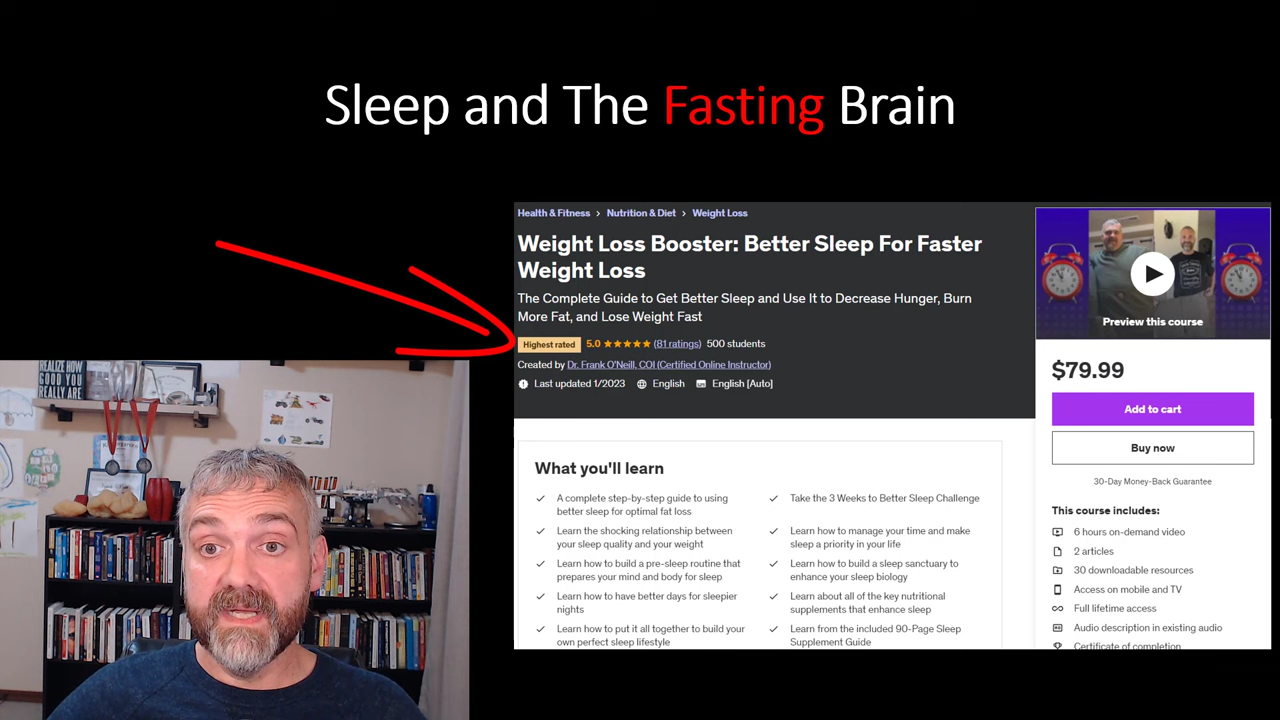 Sleep and The Fasting Brain
Health & Fitness > Nutrition & Diet > Weight Loss
Weight Loss Booster: Better Sleep For Faster
Weight Loss
The Complete Guide to Get Better Sleep and Use It to Decrease Hunger, Burn
More Fat, and Lose Weight Fast
Highest rated 5.0 (81 ratings) 500 students
Created by Dr. Frank O'Neill, COI (Certified Online Instructor)
Last updated 1/2023 English English [Auto]
What you'll learn
A complete step-by-step guide to using
better sleep for optimal fat loss
Learn the shocking relationship between
your sleep quality and your weight
Learn how to build a pre-sleep routine that
prepares your mind and body for sleep
Learn how to have better days for sleepier
nights
Learn how to put it all together to build your
own perfect sleep lifestyle
Take the 3 Weeks to Better Sleep Challenge
Learn how to manage your time and make
sleep a priority in your life
Learn how to build a sleep sanctuary to
enhance your sleep biology
Learn about all of the key nutritional
supplements that enhance sleep
Learn from the included 90-Page Sleep
Supplement Guide
Preview this course
$79.99
Add to cart
Buy now
30-Day Money-Back Guarantee
This course includes:
6 hours on-demand video
2 articles
30 downloadable resources
Access on mobile and TV
Full lifetime access
Audio description in existing audio
Certificate of completion
REALIZE HOW
GOOD YOU
REALLY ARE